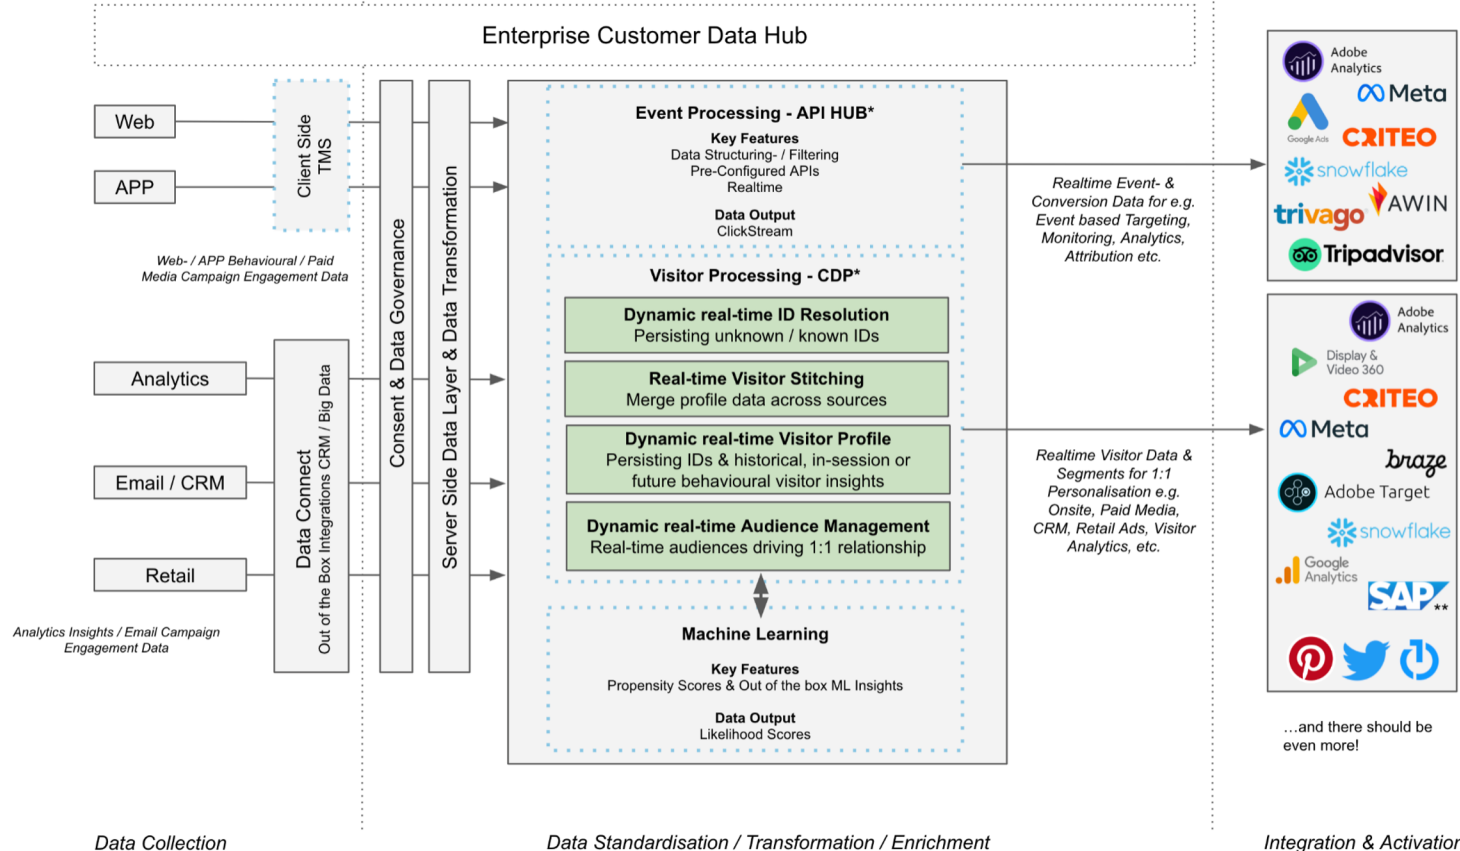 Enterprise Customer Data Hub
Web
APP
Client Side
TMS
Web- / APP Behavioural / Paid
Media Campaign Engagement Data
Analytics
Email / CRM
Retail
Data Connect
Out of the Box Integrations CRM / Big Data
Analytics Insights / Email Campaign
Engagement Data
Consent & Data Governance
Server Side Data Layer & Data Transformation
Event Processing - API HUB*
Key Features
Data Structuring- / Filtering
Pre-Configured APIs
Realtime
Data Output
ClickStream
Visitor Processing - CDP*
Dynamic real-time ID Resolution
Persisting unknown / known IDs
Real-time Visitor Stitching
Merge profile data across sources
Dynamic real-time Visitor Profile
Persisting IDs & historical, in-session or
future behavioural visitor insights
Dynamic real-time Audience Management
Real-time audiences driving 1:1 relationship
Machine Learning
Key Features
Propensity Scores & Out of the box ML Insights
Data Output
Likelihood Scores
Realtime Event- &
Conversion Data for e.g.
Event based Targeting,
Monitoring, Analytics,
Attribution etc.
Realtime Visitor Data &
Segments for 1:1
Personalisation e.g.
Onsite, Paid Media,
CRM, Retail Ads, Visitor
Analytics, etc.
Adobe
Analytics
Meta
Google Ads
CRITEO
snowflake
trivago
AWIN
Tripadvisor
Adobe
Analytics
Display &
Video 360
CRITEO
Meta
braze
Adobe Target
snowflake
Google
Analytics
SAP
**
...and there should be
even more!
Data Collection
Data Standardisation / Transformation / Enrichment
Integration & Activation